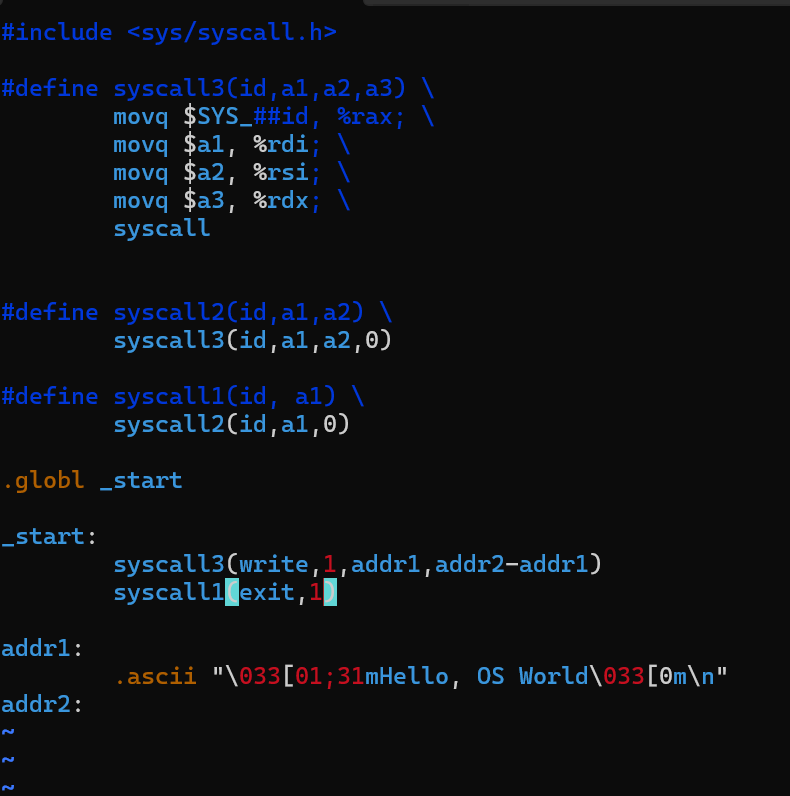 #include <sys/syscall.h>
#define syscall3(id,a1,a2,a3) \
movq $SYS_##id, %rax; \
movq $a1, %rdi; \
movq $a2, %rsi; \
movq $a3, %rdx; \
syscall
#define syscall2(id,a1,a2) \
syscall3(id,a1,a2,0)
#define syscall1(id, a1) \
syscall2(id,a1,0)
.globl _start
_start:
syscall3(write,1,addr1,addr2-addr1)
syscall1(exit,1)
addr1:
.ascii "\033[01;31mHello, OS World\033[0m\n"
addr2:
~
~
~